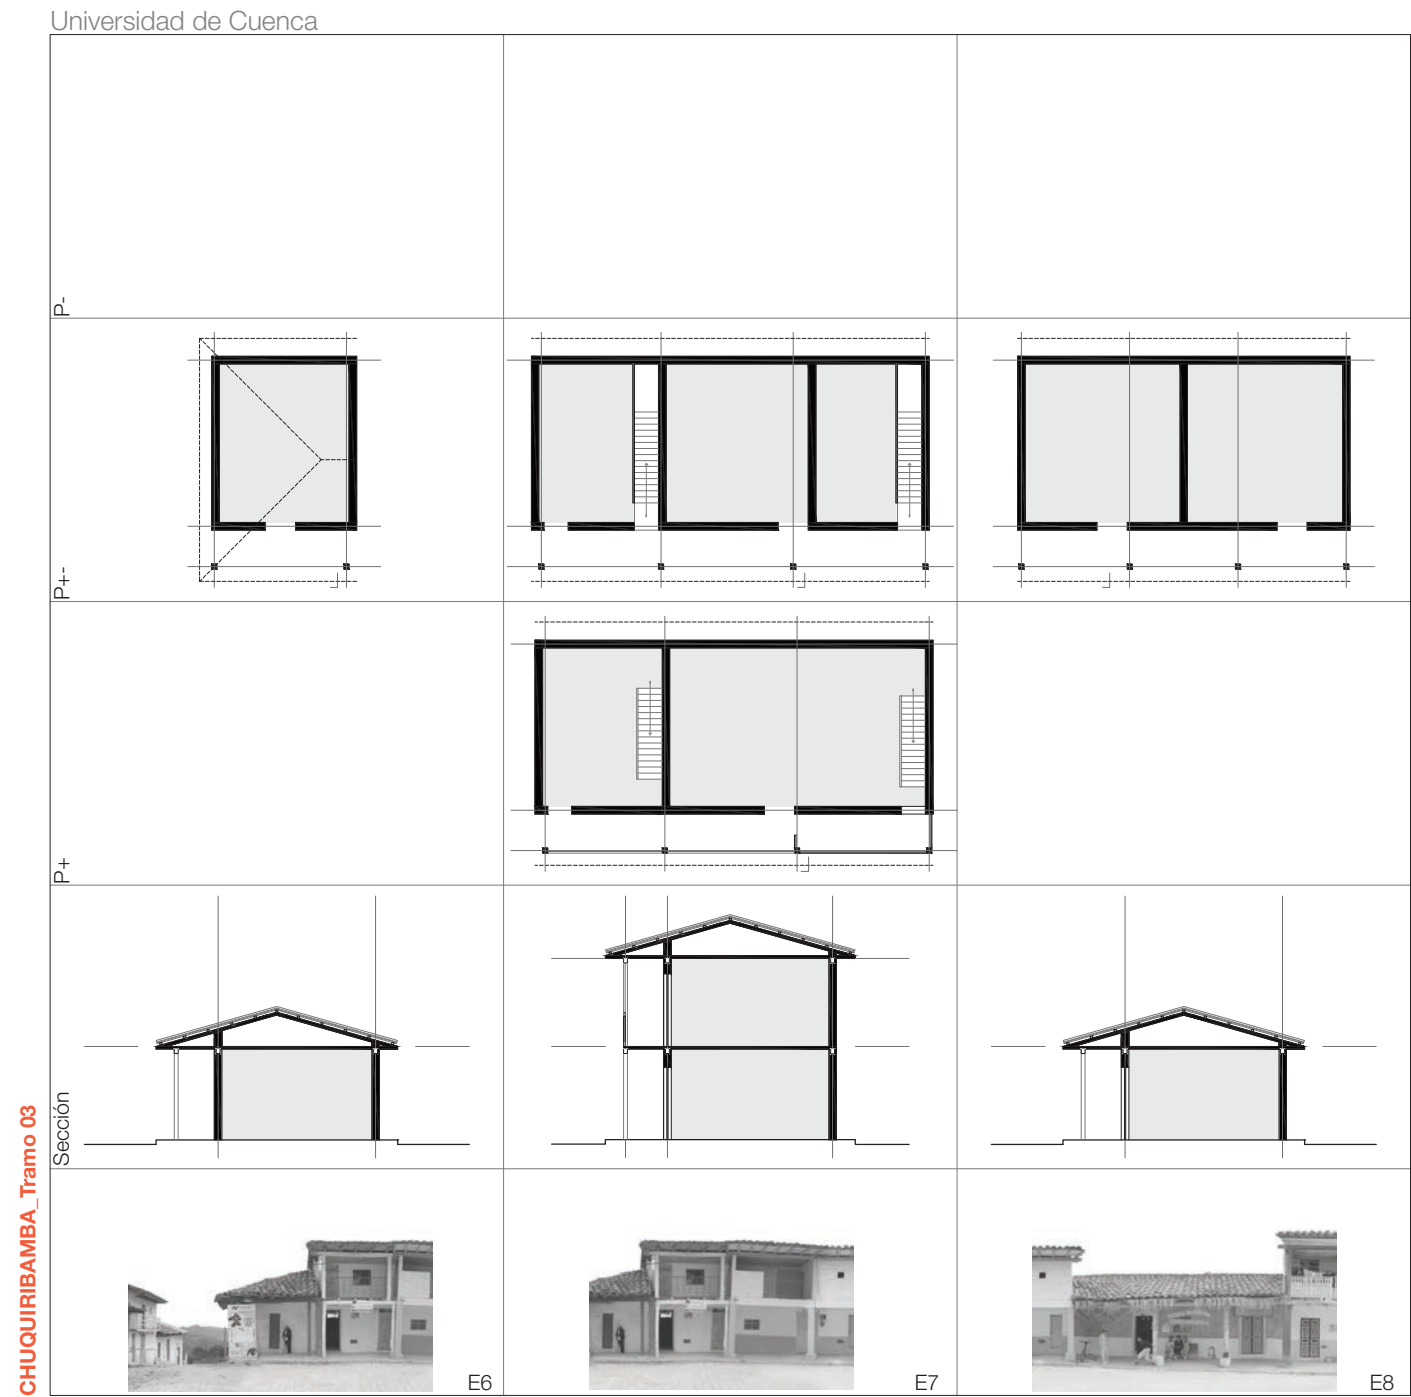 Universidad de Cuenca
P-
P+-
P+
Sección
CHUQUIRIBAMBA_Tramo 03
E6
E7
E8